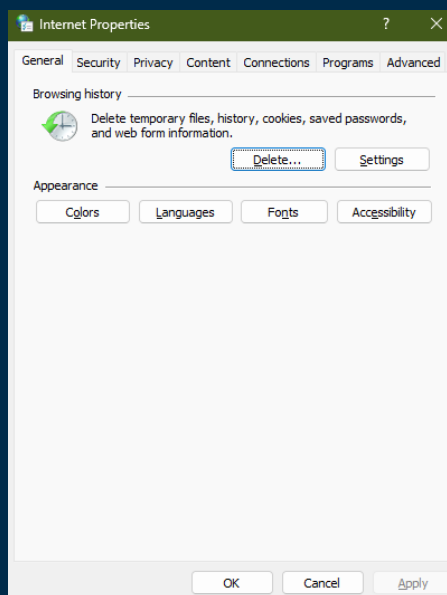 Internet Properties ?
General Security Privacy Content Connections Programs Advanced
Browsing history
Delete temporary files, history, cookies, saved passwords,
and web form information.
Delete... Settings
Appearance
Colors Languages Fonts Accessibility
OK Cancel Apply